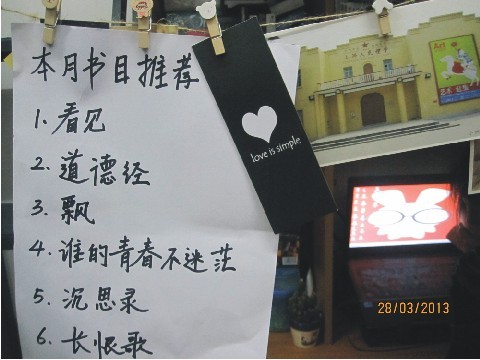 本月书目推荐
1. 看见
2. 道德经
3. 飘
4. 谁的青春不迷茫
5. 沉思录
6. 长恨歌
love is simple
28/03/2013